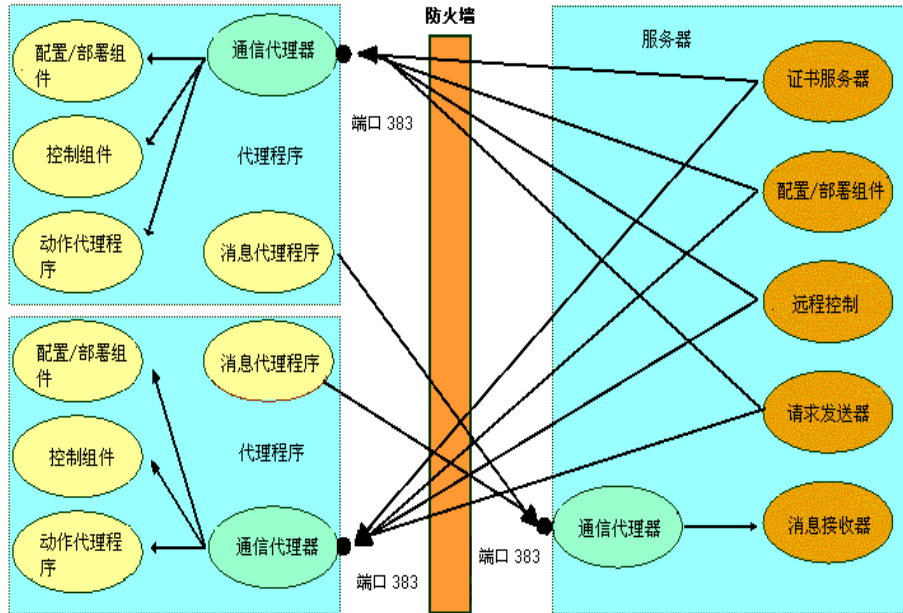 防火墙
配置/部署组
件
通信代理器
控制组件
端口 383
代理程序
动作代理程
序
消息代理程序
配置/部署组
件
消息代理程序
控制组件
代理程序
动作代理程
序
通信代理器
端口 383
服务器
证书服务器
配置/部署组件
远程控制
请求发送器
通信代理器
消息接收器
端口 383